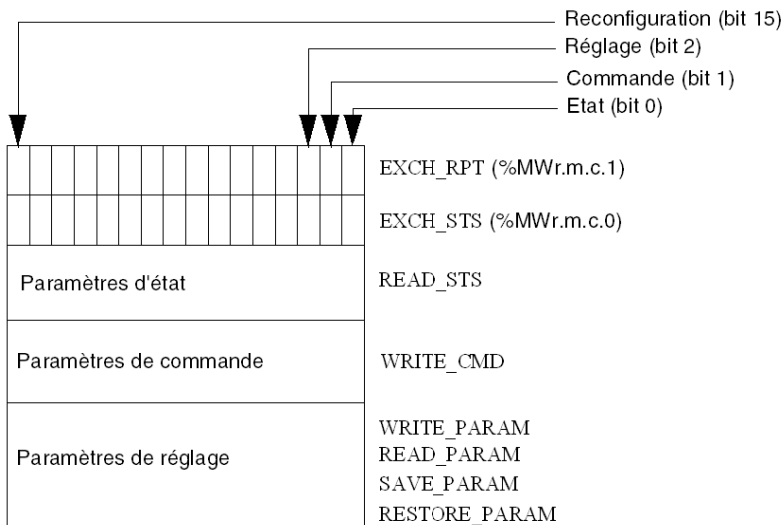 Reconfiguration (bit 15)
Réglage (bit 2)
Commande (bit 1)
Etat (bit 0)
EXCH_RPT (%MWr.m.c.1)
EXCH_STS (%MWr.m.c.0)
Paramètres d'état READ_STS
Paramètres de commande WRITE_CMD
WRITE_PARAM
Paramètres de réglage READ_PARAM
SAVE_PARAM
RESTORE_PARAM